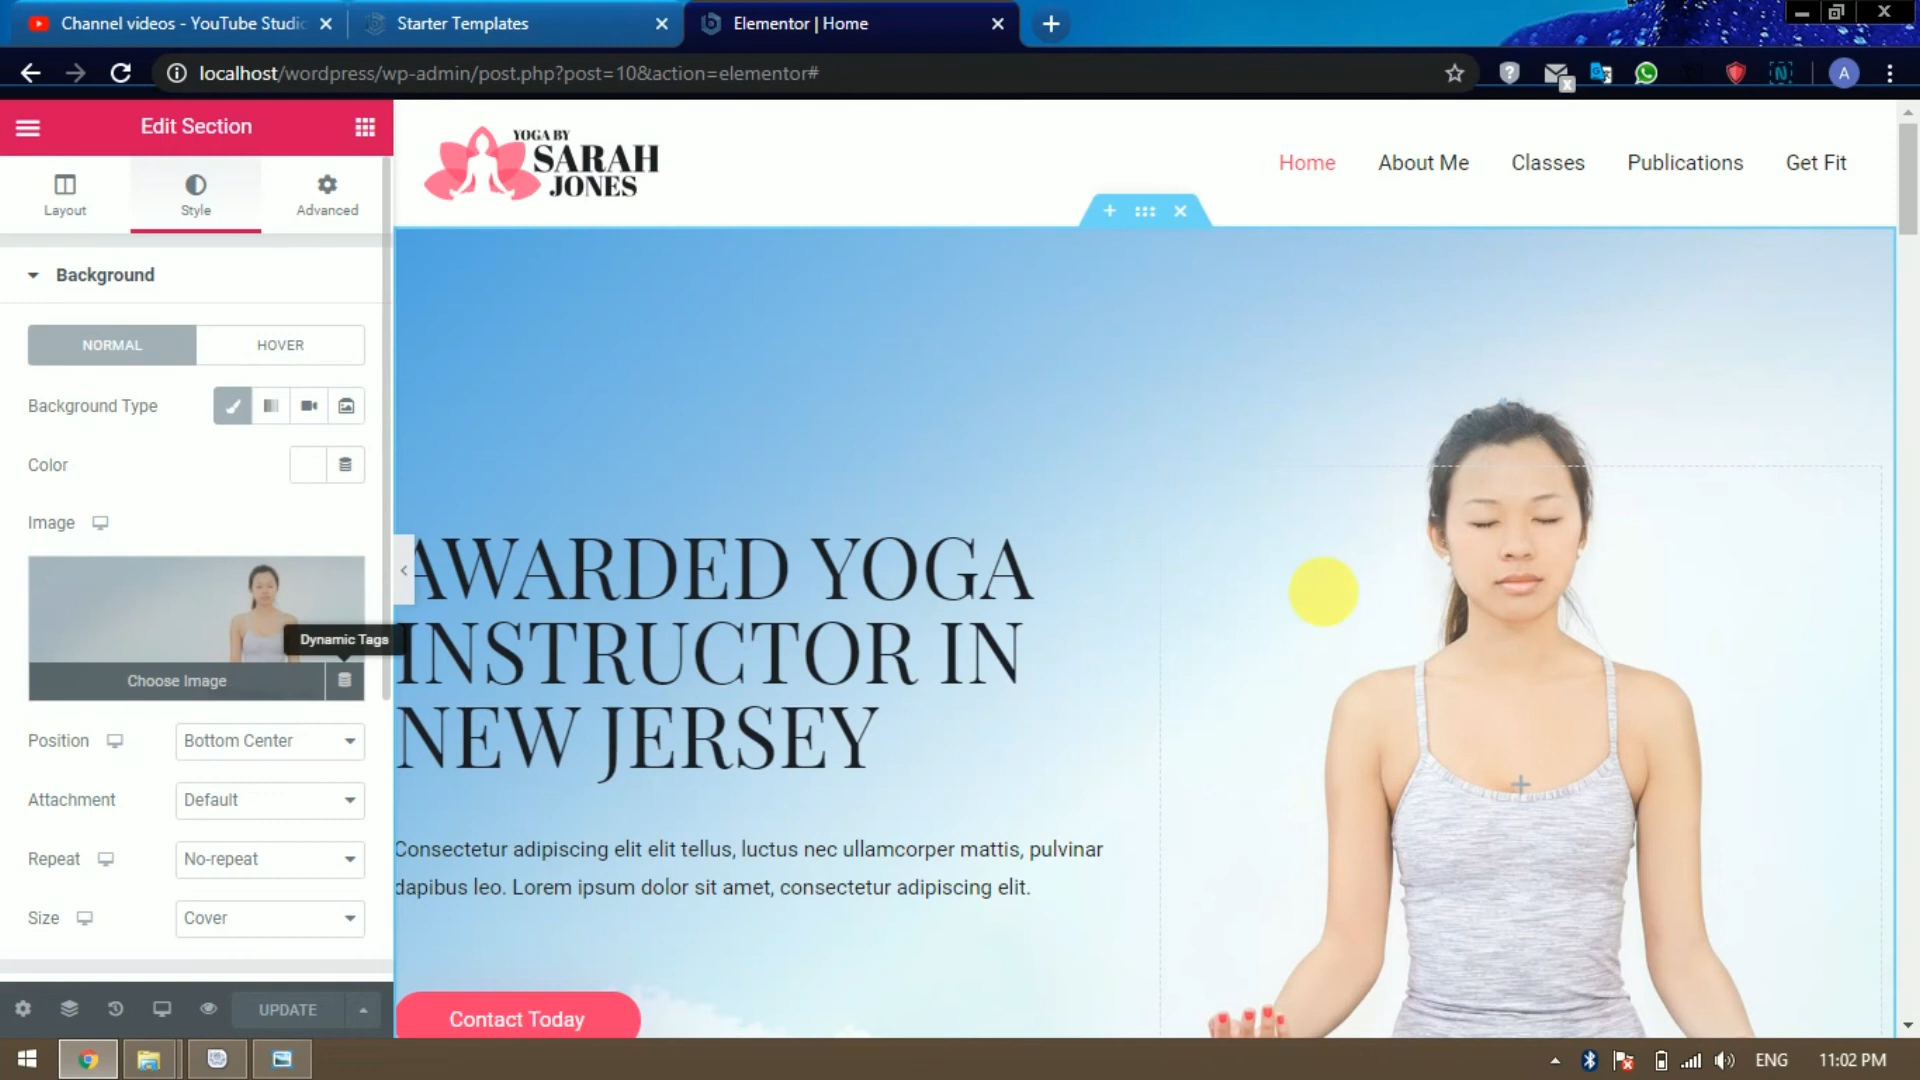 Channel videos - YouTube Studio
Starter Templates
Elementor | Home
localhost/wordpress/wp-admin/post.php?post=10&action=elementor#
A
Edit Section
Layout
Style
Advanced
Background
NORMAL
HOVER
Background Type
Color
Image
Dynamic Tags
Choose Image
Position
Bottom Center
Attachment
Default
Repeat
No-repeat
Size
Cover
UPDATE
YOGA BY
SARAH
JONES
Home
About Me
Classes
Publications
Get Fit
AWARDED YOGA
INSTRUCTOR IN
NEW JERSEY
Consectetur adipiscing elit elit tellus, luctus nec ullamcorper mattis, pulvinar
dapibus leo. Lorem ipsum dolor sit amet, consectetur adipiscing elit.
Contact Today
ENG
11:02 PM